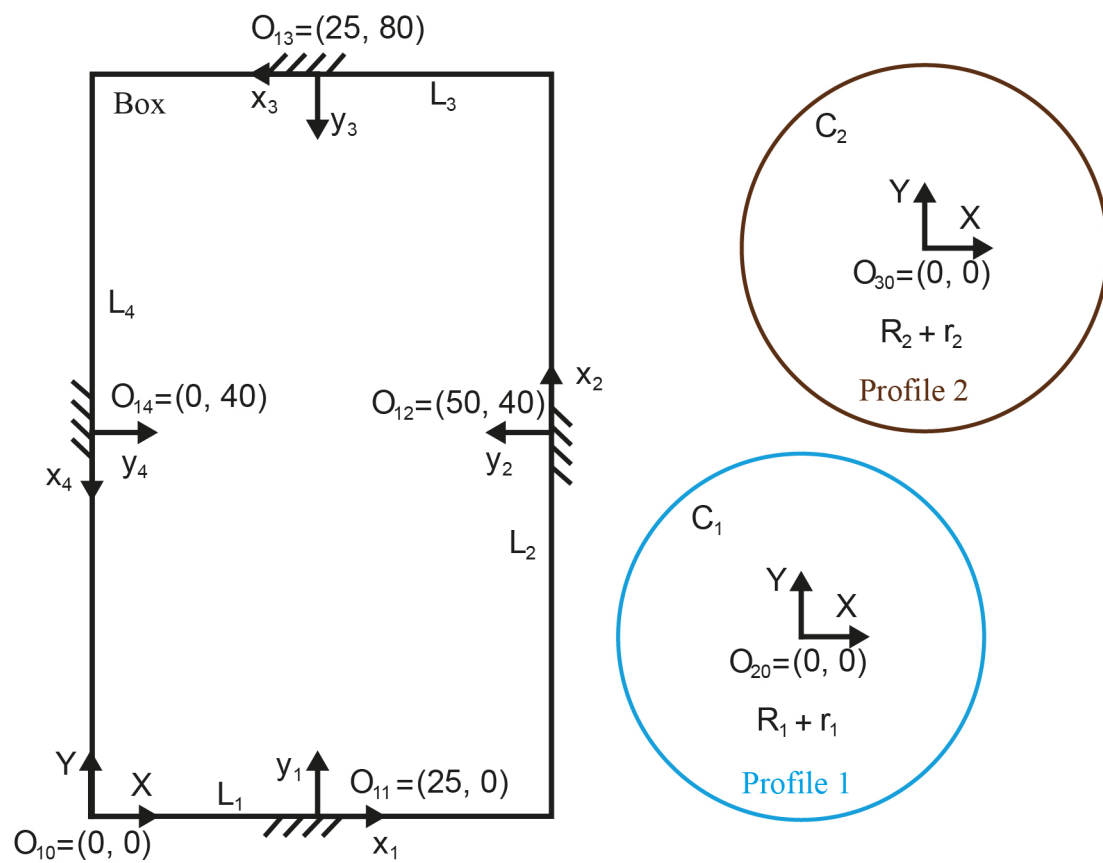 O₁₃=(25, 80)
Box
x₃
y₃
L₃
C₂
Y
X
O₃₀=(0, 0)
R₂ + r₂
Profile 2
L₄
O₁₄=(0, 40)
y₄
x₄
O₁₂=(50, 40)
x₂
y₂
L₂
C₁
Y
X
O₂₀=(0, 0)
R₁ + r₁
Profile 1
Y
X
O₁₀=(0, 0)
L₁
y₁
O₁₁=(25, 0)
x₁